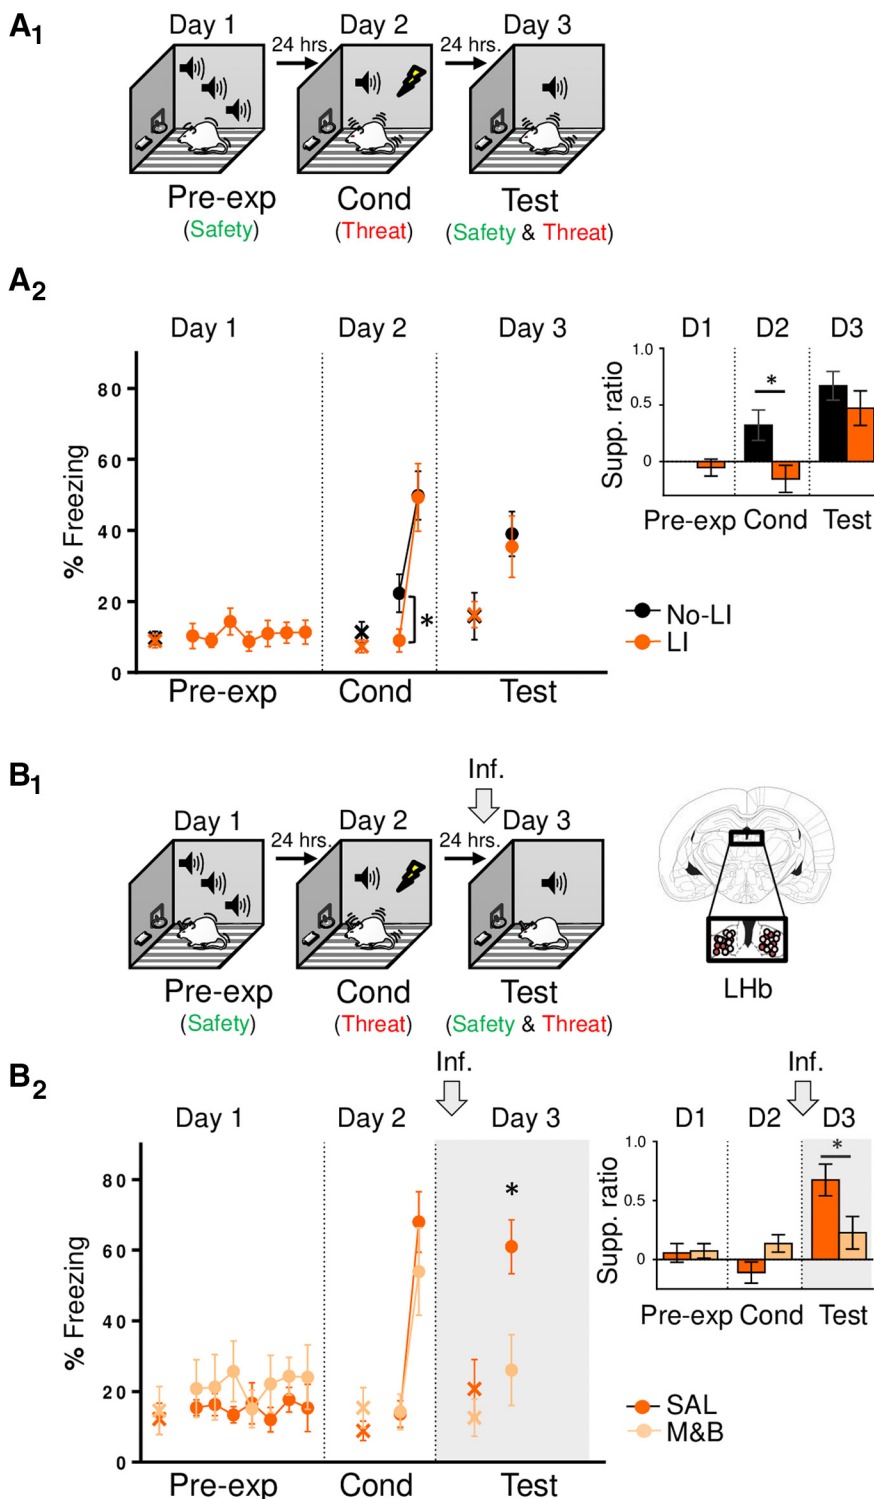 A1
Day 1
24 hrs.
Day 2
24 hrs.
Day 3
Pre-exp
Cond
Test
(Safety)
(Threat)
(Safety & Threat)
A2
Day 1
Day 2
Day 3
% Freezing
80
60
40
20
0
*
Pre-exp
Cond
Test
D1
D2
D3
Supp. ratio
1.0
0.5
0
*
Pre-exp
Cond
Test
No-LI
LI
B1
Inf.
Day 1
24 hrs.
Day 2
24 hrs.
Day 3
Pre-exp
Cond
Test
(Safety)
(Threat)
(Safety & Threat)
LHb
B2
Inf.
Day 1
Day 2
Day 3
% Freezing
80
60
40
20
0
*
Pre-exp
Cond
Test
Inf.
D1
D2
D3
Supp. ratio
1.0
0.5
0
*
Pre-exp
Cond
Test
SAL
M&B